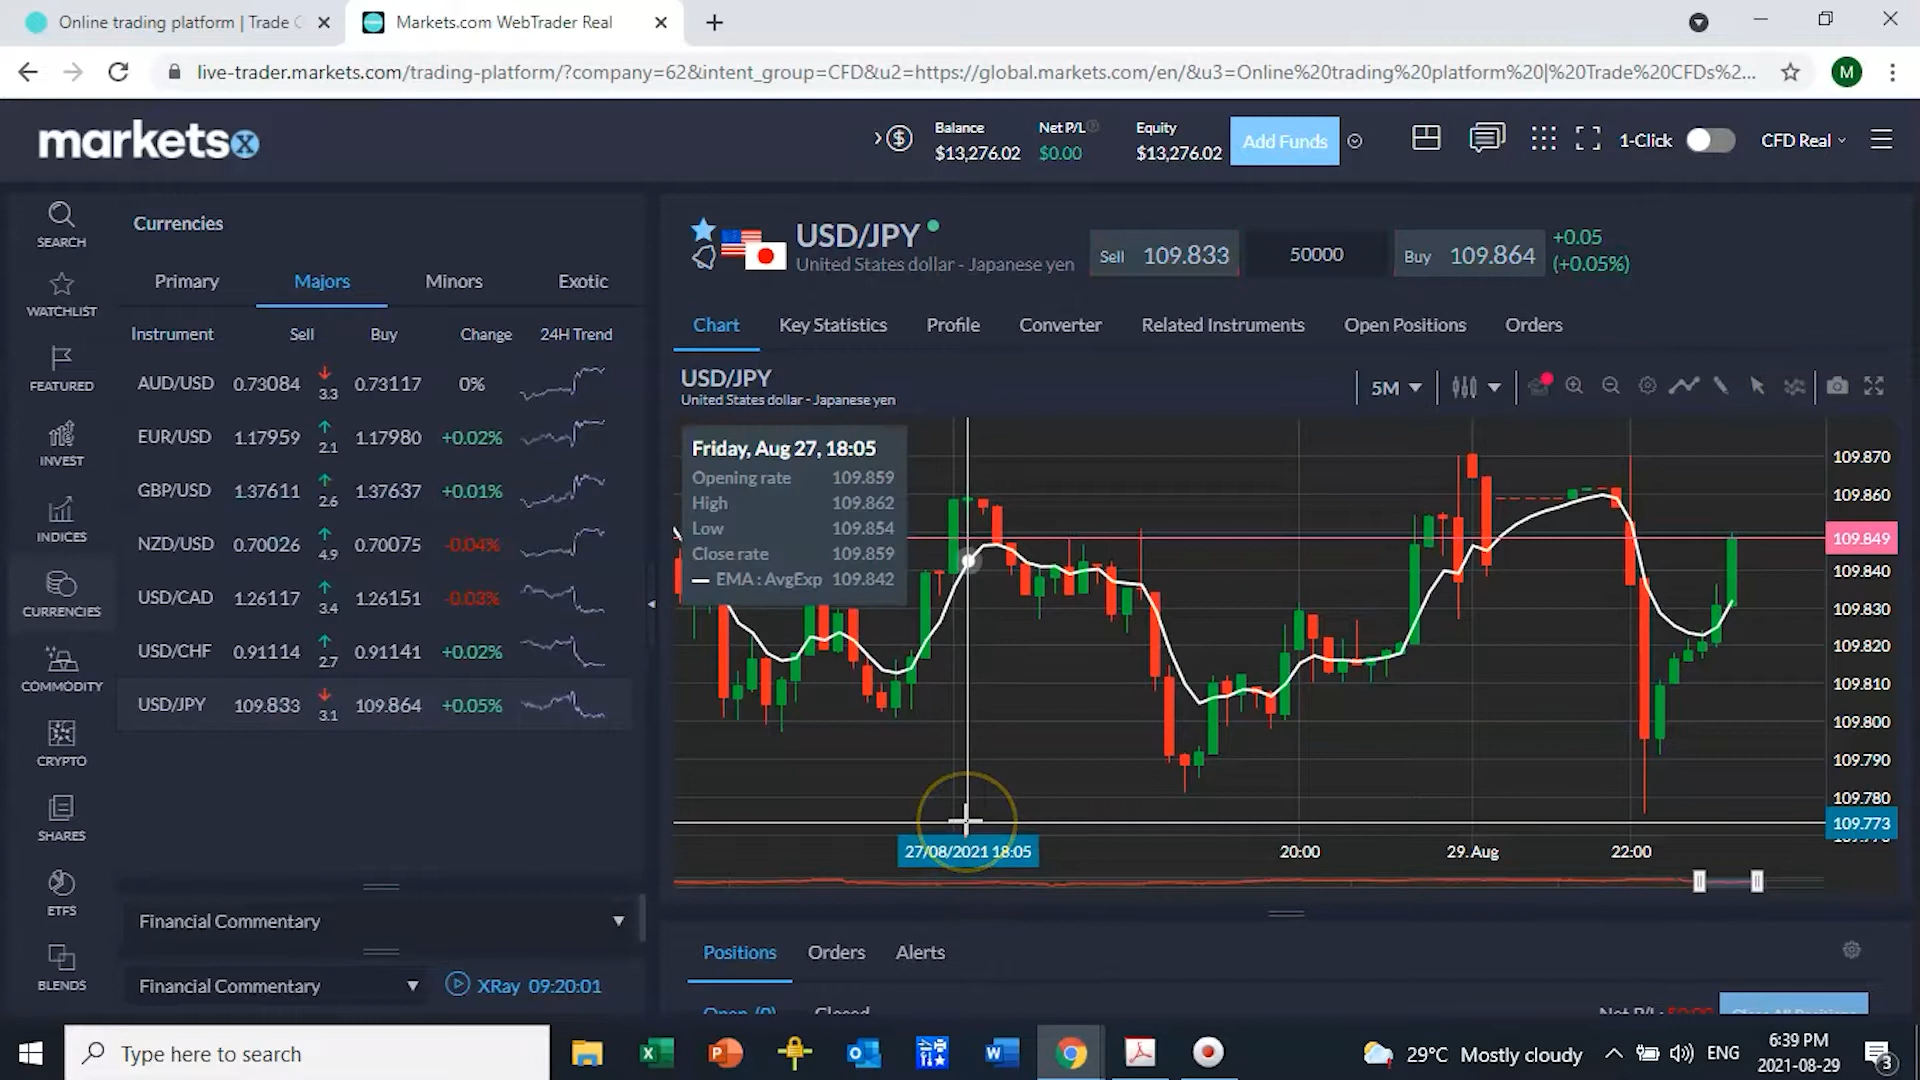 Online trading platform | Trade C
Markets.com WebTrader Real
live-trader.markets.com/trading-platform/?company=62&intent_group=CFD&u2=https://global.markets.com/en/&u3=Online%20trading%20platform%20|%20Trade%20CFDs%2...
M
marketsx
$
Balance
$13,276.02
Net P/L
$0.00
Equity
$13,276.02
Add Funds
1-Click
CFD Real
SEARCH
WATCHLIST
FEATURED
INVEST
INDICES
CURRENCIES
COMMODITY
CRYPTO
SHARES
ETFS
BLENDS
Currencies
Primary Majors Minors Exotic
Instrument Sell Buy Change 24H Trend
AUD/USD 0.73084 3.3 0.73117 0%
EUR/USD 1.17959 2.1 1.17980 +0.02%
GBP/USD 1.37611 2.6 1.37637 +0.01%
NZD/USD 0.70026 4.9 0.70075 -0.04%
USD/CAD 1.26117 3.4 1.26151 -0.03%
USD/CHF 0.91114 2.7 0.91141 +0.02%
USD/JPY 109.833 3.1 109.864 +0.05%
Financial Commentary
Financial Commentary
XRay 09:20:01
USD/JPY
United States dollar - Japanese yen
Sell 109.833
50000
Buy 109.864
+0.05
(+0.05%)
Chart Key Statistics Profile Converter Related Instruments Open Positions Orders
USD/JPY
United States dollar - Japanese yen
5M
Friday, Aug 27, 18:05
Opening rate 109.859
High 109.862
Low 109.854
Close rate 109.859
EMA : AvgExp 109.842
109.870
109.860
109.849
109.840
109.830
109.820
109.810
109.800
109.790
109.780
109.773
27/08/2021 18:05
20:00
29. Aug
22:00
Positions Orders Alerts
Open (0) Closed
Net P/L: $0.00
Close All Positions
Type here to search
29°C Mostly cloudy
ENG
6:39 PM
2021-08-29
3